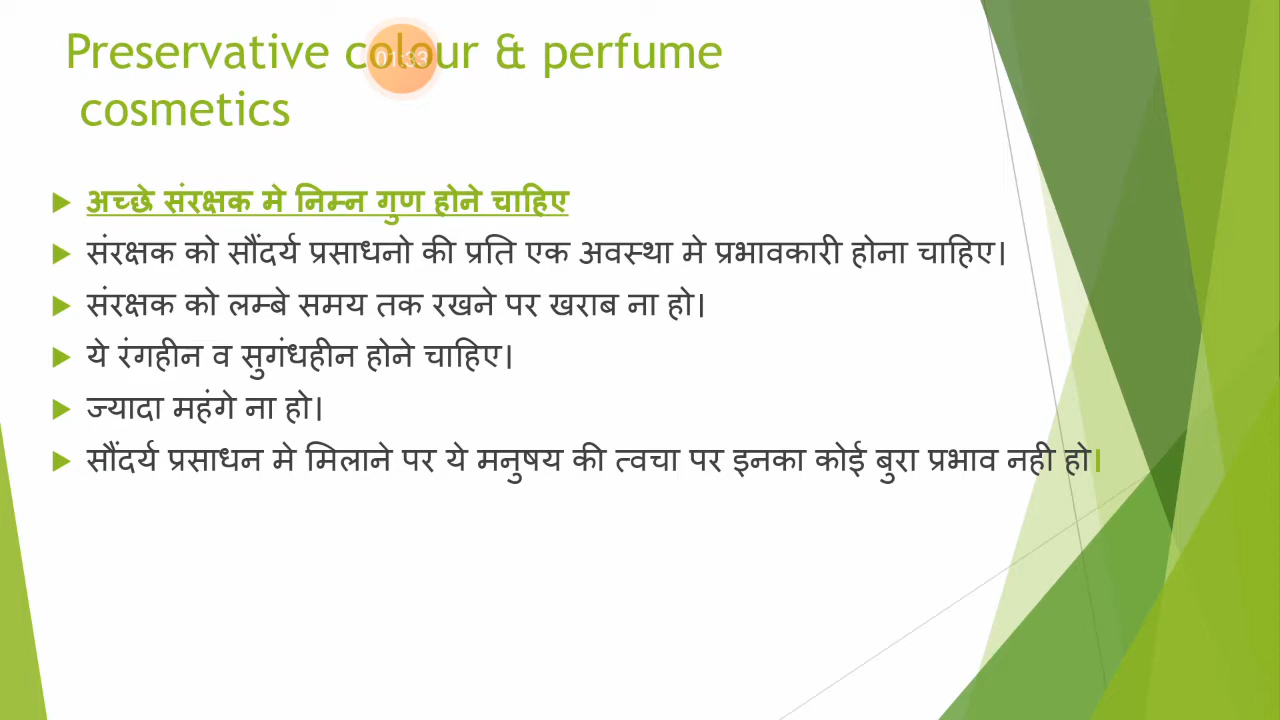 Preservative colour & perfume
cosmetics
01:33
अच्छे संरक्षक मे निम्न गुण होने चाहिए
संरक्षक को सौंदर्य प्रसाधनो की प्रति एक अवस्था मे प्रभावकारी होना चाहिए।
संरक्षक को लम्बे समय तक रखने पर खराब ना हो।
ये रंगहीन व सुगंधहीन होने चाहिए।
ज्यादा महंगे ना हो।
सौंदर्य प्रसाधन मे मिलाने पर ये मनुषय की त्वचा पर इनका कोई बुरा प्रभाव नही हो।